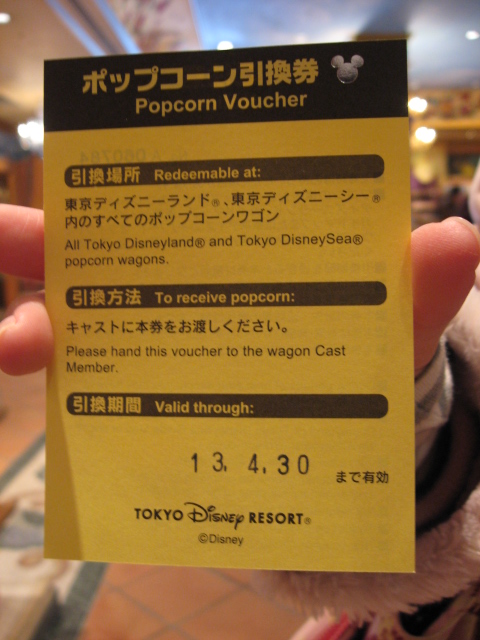 ポップコーン引換券
Popcorn Voucher
引換場所 Redeemable at:
東京ディズニーランド®、東京ディズニーシー®
内のすべてのポップコーンワゴン
All Tokyo Disneyland® and Tokyo DisneySea®
popcorn wagons.
引換方法 To receive popcorn:
キャストに本券をお渡しください。
Please hand this voucher to the wagon Cast
Member.
引換期間 Valid through:
13. 4.30 まで有効
TOKYO Disney RESORT®
©Disney